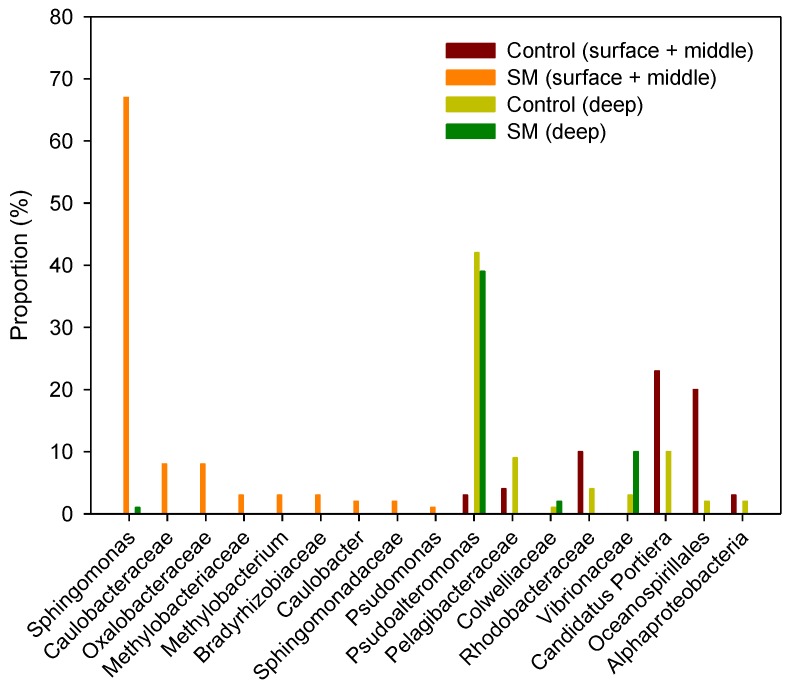 80
70
60
50
40
30
20
10
0
Proportion (%)
Control (surface + middle)
SM (surface + middle)
Control (deep)
SM (deep)
Sphingomonas
Caulobacteraceae
Oxalobacteraceae
Methylobacteriaceae
Methylobacterium
Bradyrhizobiaceae
Caulobacter
Sphingomonadaceae
Psudomonas
Psudoalteromonas
Pelagibacteraceae
Colwelliaceae
Rhodobacteraceae
Vibrionaceae
Candidatus Portiera
Oceanospirillales
Alphaproteobacteria